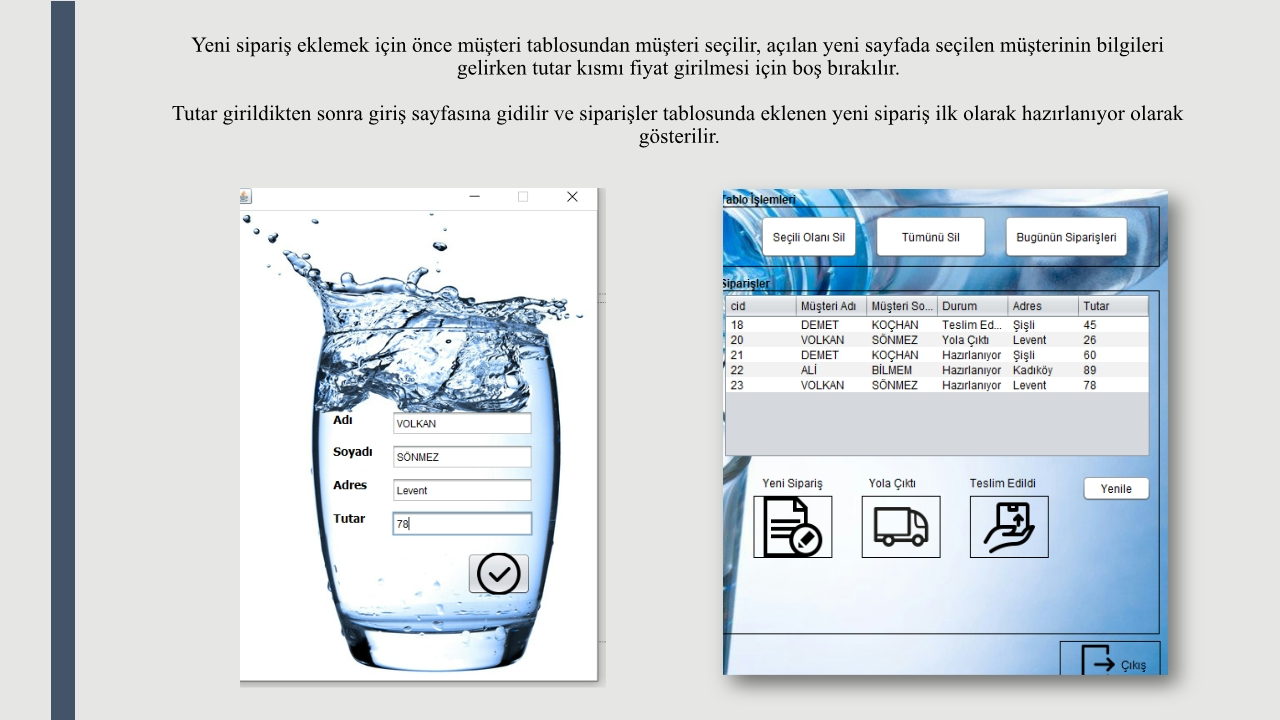 Yeni sipariş eklemek için önce müşteri tablosundan müşteri seçilir, açılan yeni sayfada seçilen müşterinin bilgileri
gelirken tutar kısmı fiyat girilmesi için boş bırakılır.
Tutar girildikten sonra giriş sayfasına gidilir ve siparişler tablosunda eklenen yeni sipariş ilk olarak hazırlanıyor olarak
gösterilir.
Adı VOLKAN
Soyadı SÖNMEZ
Adres Levent
Tutar 78
Tablo İşlemleri
Seçili Olanı Sil Tümünü Sil Bugünün Siparişleri
Siparişler
cid Müşteri Adı Müşteri So... Durum Adres Tutar
18 DEMET KOÇHAN Teslim Ed... Şişli 45
20 VOLKAN SÖNMEZ Yola Çıktı Levent 26
21 DEMET KOÇHAN Hazırlanıyor Şişli 60
22 ALİ BİLMEM Hazırlanıyor Kadıköy 89
23 VOLKAN SÖNMEZ Hazırlanıyor Levent 78
Yeni Sipariş Yola Çıktı Teslim Edildi Yenile
Çıkış